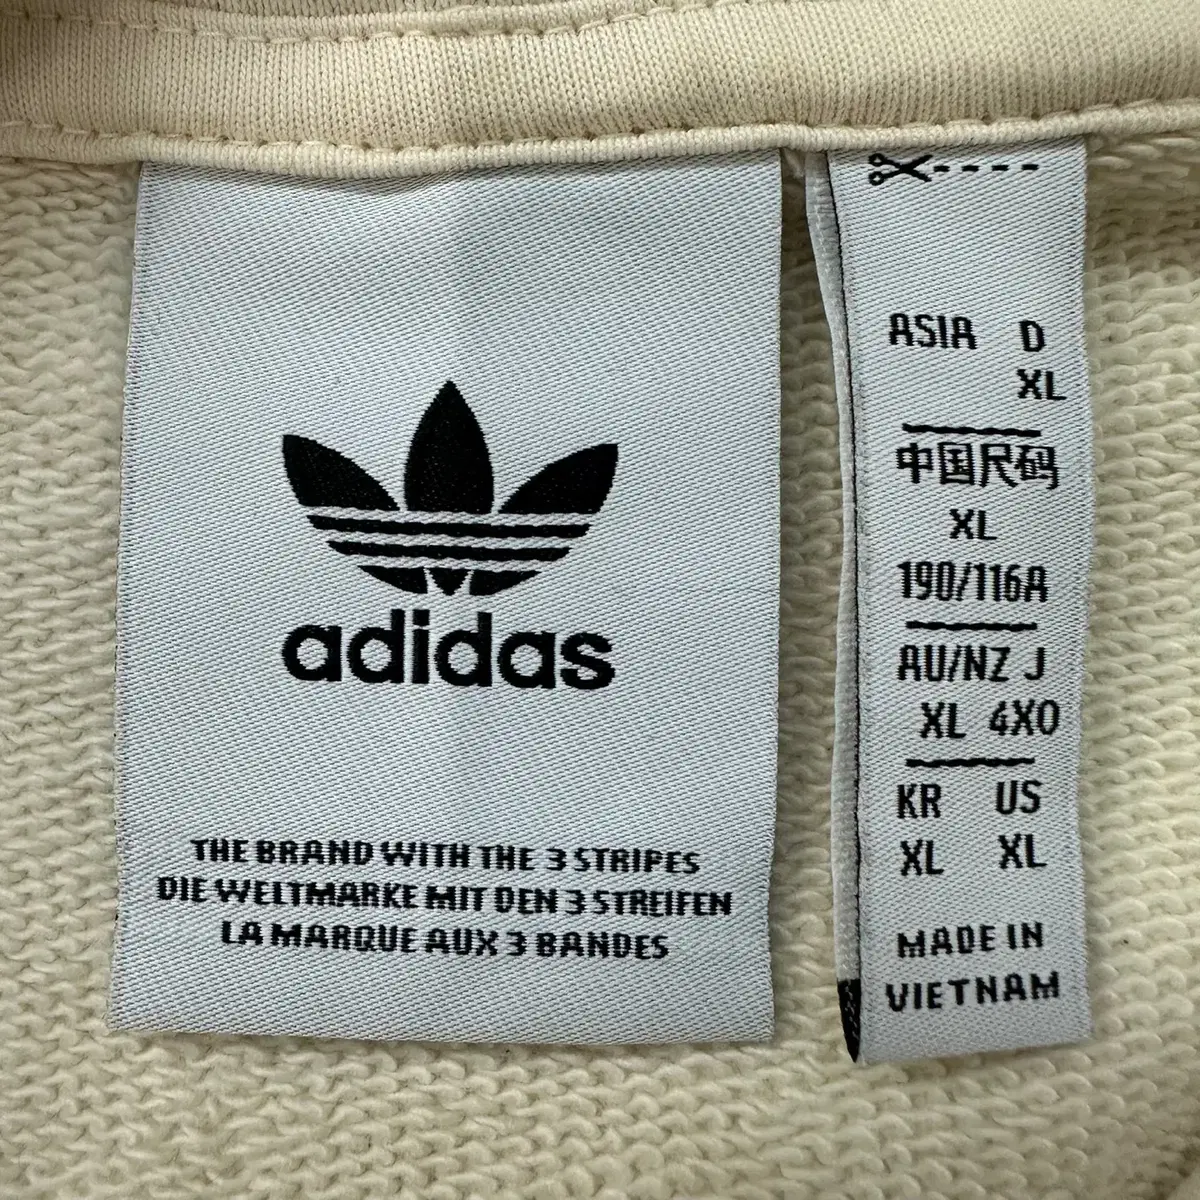 adidas
THE BRAND WITH THE 3 STRIPES
DIE WELTMARKE MIT DEN 3 STREIFEN
LA MARQUE AUX 3 BANDES
ASIA D
XL
中国尺码
XL
190/116A
AU/NZ J
XL 4XO
KR US
XL XL
MADE IN
VIETNAM